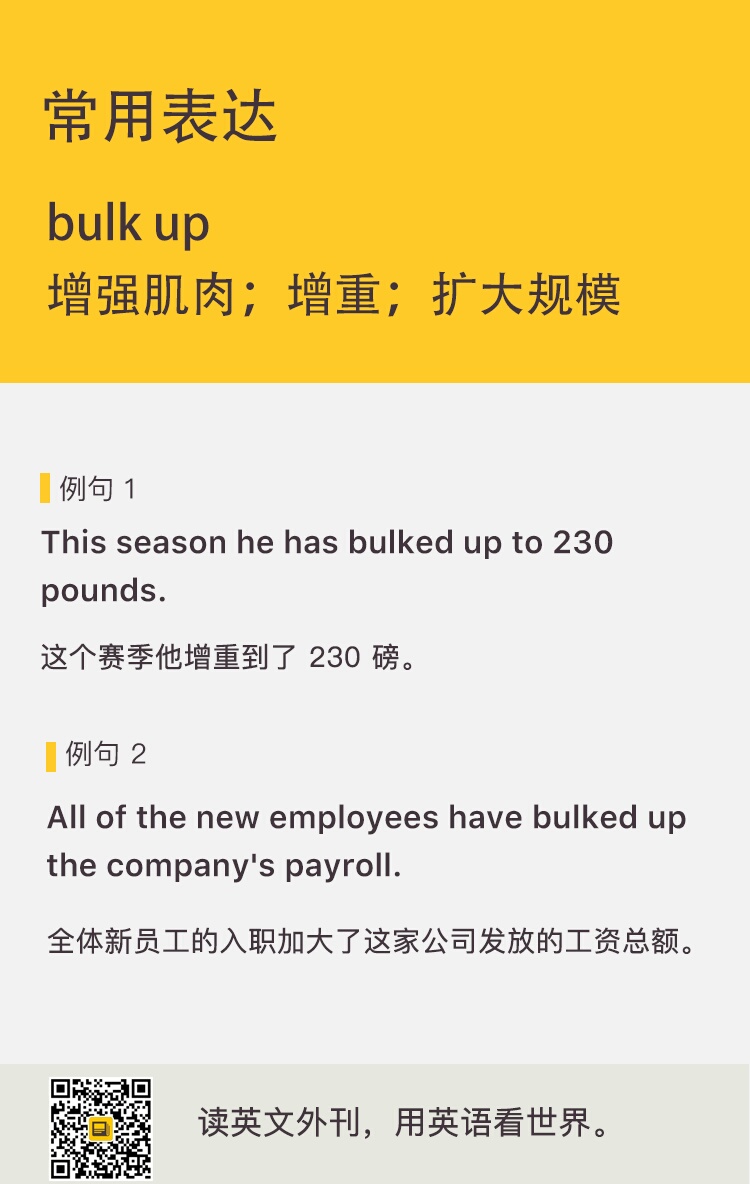 常用表达
bulk up
增强肌肉；增重；扩大规模
例句 1
This season he has bulked up to 230
pounds.
这个赛季他增重到了 230 磅。
例句 2
All of the new employees have bulked up
the company's payroll.
全体新员工的入职加大了这家公司发放的工资总额。
读英文外刊，用英语看世界。